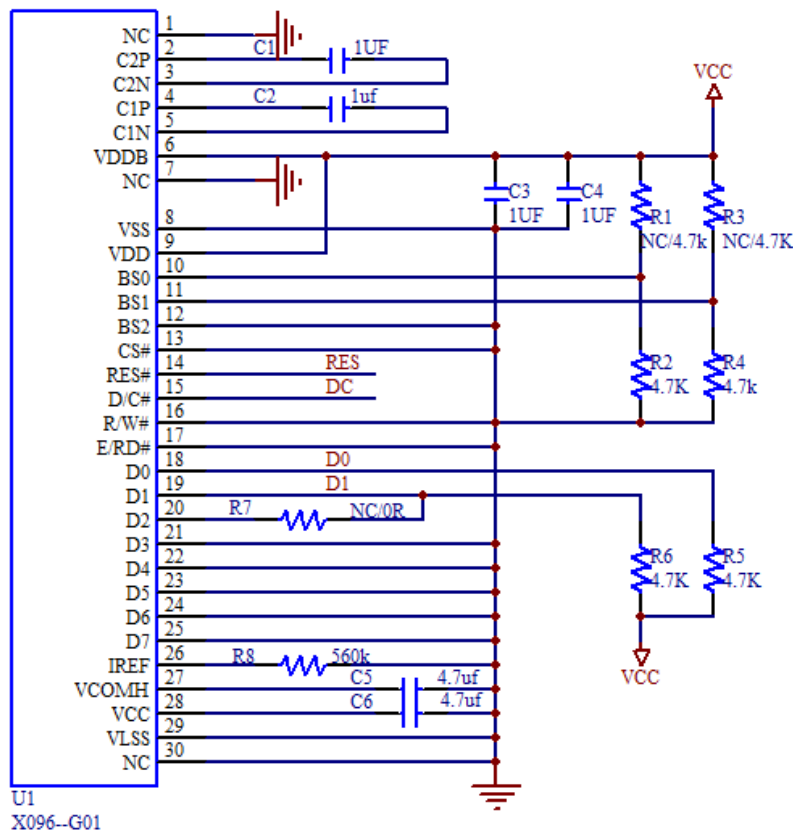 NC 1
C2P 2 C1 1UF
C2N 3
C1P 4 C2 1uf
C1N 5
VDDB 6
NC 7
VCC
C3 1UF
C4 1UF
R1 NC/4.7k
R3 NC/4.7K
VSS 8
VDD 9
BS0 10
BS1 11
BS2 12
CS# 13
RES# 14 RES
D/C# 15 DC
R2 4.7K
R4 4.7k
R/W# 16
E/RD# 17
D0 18 D0
D1 19 D1
D2 20 R7 NC/0R
D3 21
D4 22
R6 4.7K
R5 4.7K
D5 23
D6 24
D7 25
IREF 26 R8 560k
VCC
VCOMH 27 C5 4.7uf
VCC 28 C6 4.7uf
VLSS 29
NC 30
U1
X096--G01